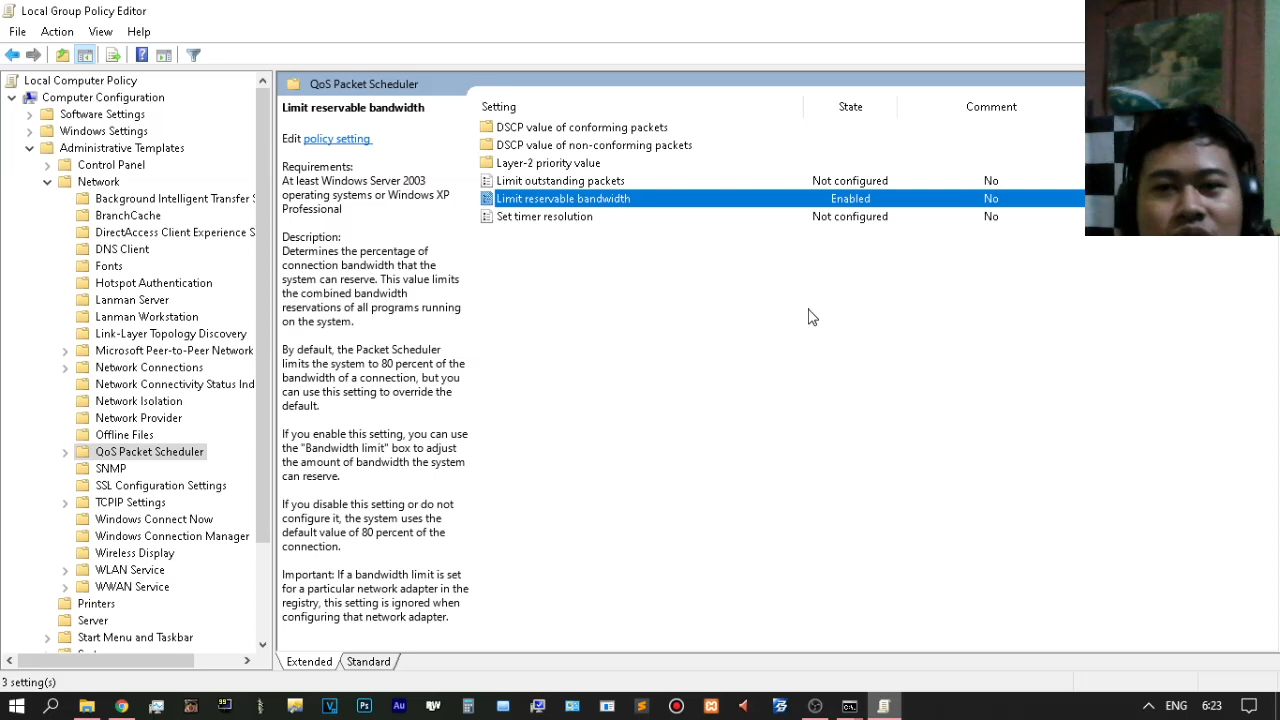 Local Group Policy Editor
File Action View Help
Local Computer Policy
Computer Configuration
Software Settings
Windows Settings
Administrative Templates
Control Panel
Network
Background Intelligent Transfer
BranchCache
DirectAccess Client Experience S
DNS Client
Fonts
Hotspot Authentication
Lanman Server
Lanman Workstation
Link-Layer Topology Discovery
Microsoft Peer-to-Peer Network
Network Connections
Network Connectivity Status Ind
Network Isolation
Network Provider
Offline Files
QoS Packet Scheduler
SNMP
SSL Configuration Settings
TCPIP Settings
Windows Connect Now
Windows Connection Manager
Wireless Display
WLAN Service
WWAN Service
Printers
Server
Start Menu and Taskbar
QoS Packet Scheduler
Limit reservable bandwidth
Edit policy setting
Requirements:
At least Windows Server 2003
operating systems or Windows XP
Professional
Description:
Determines the percentage of
connection bandwidth that the
system can reserve. This value limits
the combined bandwidth
reservations of all programs running
on the system.
By default, the Packet Scheduler
limits the system to 80 percent of the
bandwidth of a connection, but you
can use this setting to override the
default.
If you enable this setting, you can use
the "Bandwidth limit" box to adjust
the amount of bandwidth the system
can reserve.
If you disable this setting or do not
configure it, the system uses the
default value of 80 percent of the
connection.
Important: If a bandwidth limit is set
for a particular network adapter in the
registry, this setting is ignored when
configuring that network adapter.
Setting State Comment
DSCP value of conforming packets
DSCP value of non-conforming packets
Layer-2 priority value
Limit outstanding packets Not configured No
Limit reservable bandwidth Enabled No
Set timer resolution Not configured No
Extended Standard
3 setting(s)
ENG 6:23